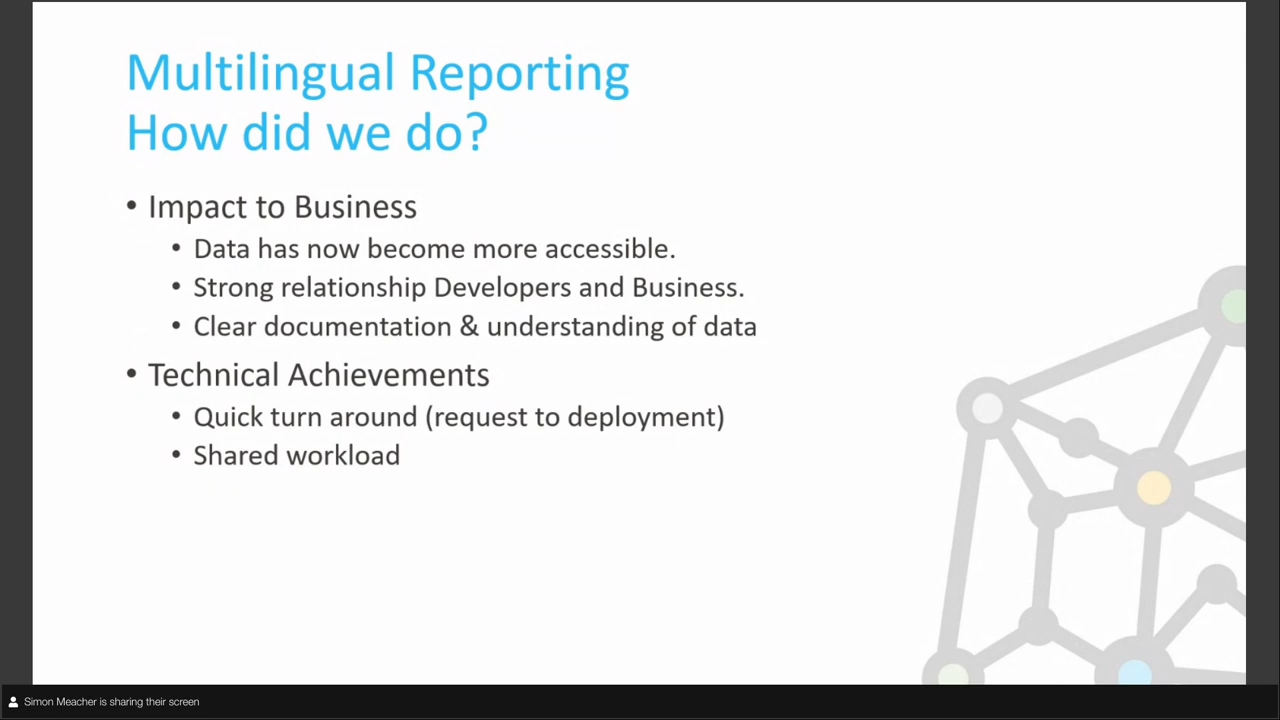 Multilingual Reporting
How did we do?
• Impact to Business
• Data has now become more accessible.
• Strong relationship Developers and Business.
• Clear documentation & understanding of data
• Technical Achievements
• Quick turn around (request to deployment)
• Shared workload
Simon Meacher is sharing their screen